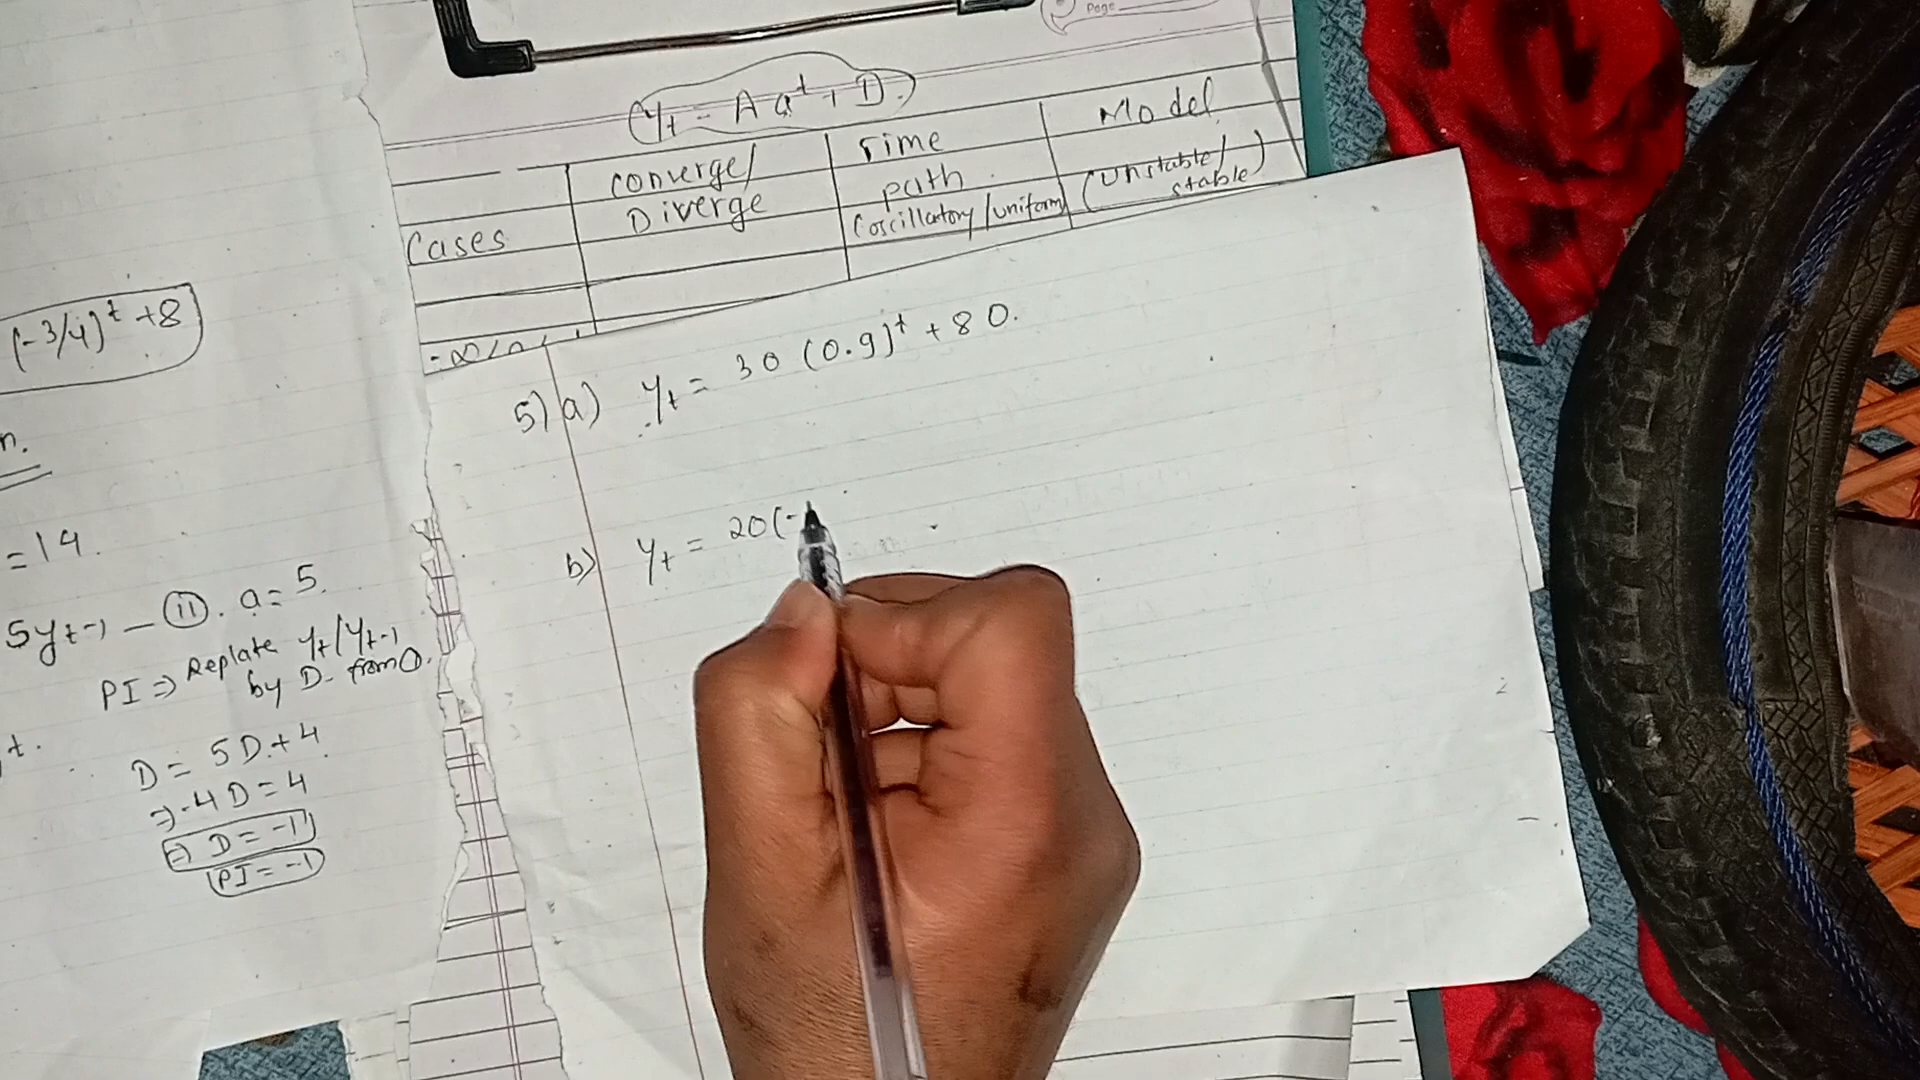 Page
(yt = A a^t + D.)
Cases
Converge/
Diverge
Time
path
(oscillatory/uniform)
Model
(Unstable/
stable)
(-3/4)^t +8
n.
=14.
5yt-1 — (ii). a=5.
PI => Replate yt/yt-1
by D. from ①.
t.
D = 5D+4
=> -4D=4
=> D = -1
PI = -1
5) a) yt = 30 (0.9)^t + 80.
b) yt = 20(-